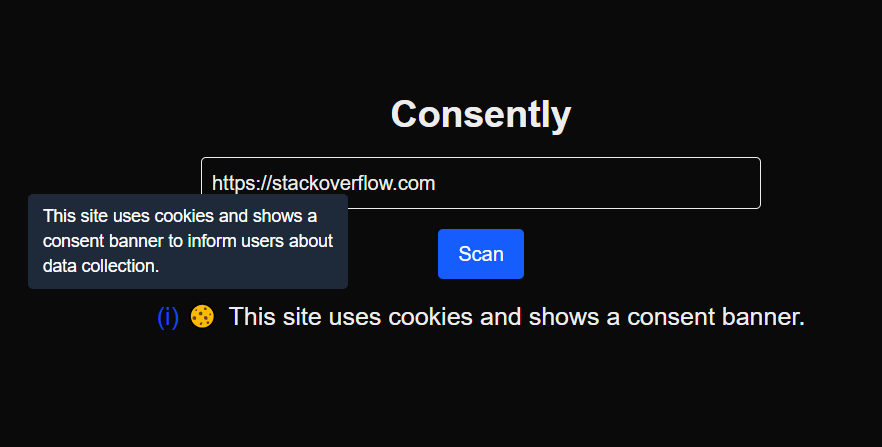 Consently
https://stackoverflow.com
This site uses cookies and shows a
consent banner to inform users about
data collection.
Scan
(i) This site uses cookies and shows a consent banner.